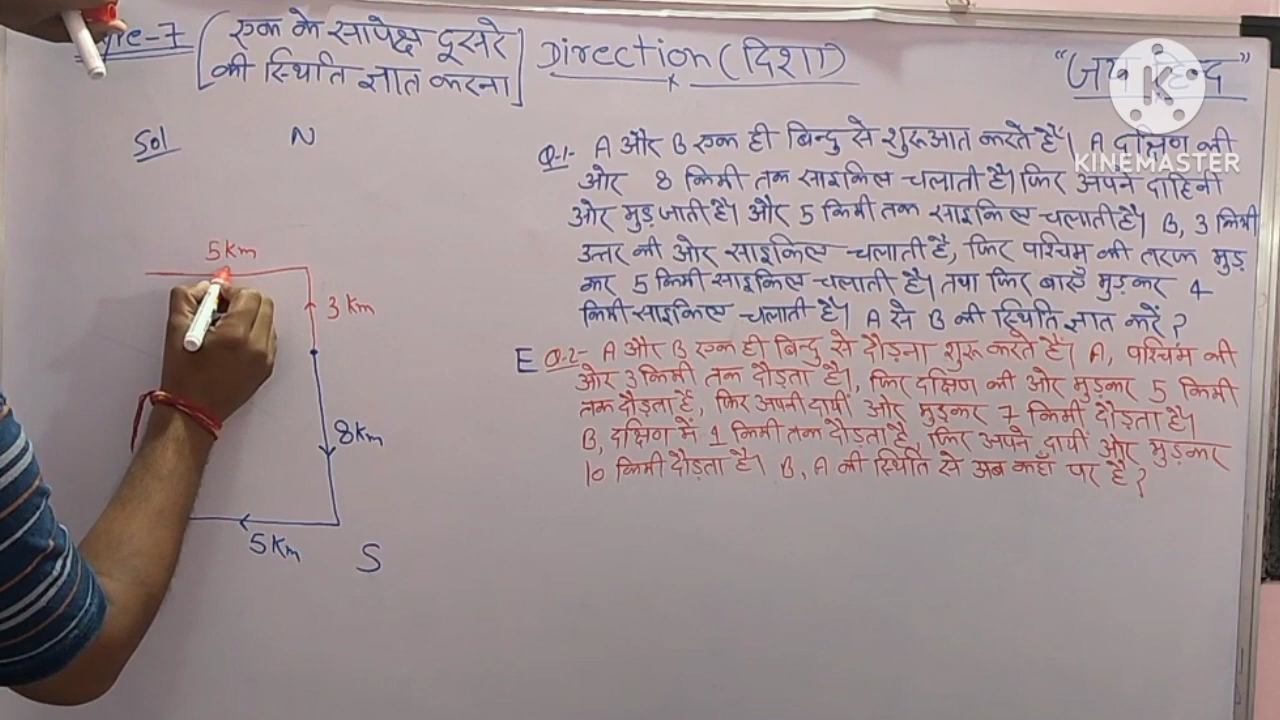 [एक के सापेक्ष दूसरे
की स्थिति ज्ञात करना]
Direction (दिशा)
KINEMASTER
Sol
N
Q-1- A और B एक ही बिन्दु से शुरूआत करते हैं। A दक्षिण की
ओर 8 किमी तक साइकिल चलाती है। फिर अपने दाहिनी
ओर मुड़ जाती है। और 5 किमी तक साइकिल चलाती है। B, 3 किमी
उत्तर की ओर साइकिल चलाती है, फिर पश्चिम की तरफ मुड़
कर 5 किमी साइकिल चलाती है। तथा फिर बाएँ मुड़कर 4
किमी साइकिल चलाती है। A से B की स्थिति ज्ञात करें?
E
Q-2- A और B एक ही बिन्दु से दौड़ना शुरू करते हैं। A, पश्चिम की
ओर 3 किमी तक दौड़ता है।, फिर दक्षिण की ओर मुड़कर 5 किमी
तक दौड़ता है, फिर अपनी दायीं ओर मुड़कर 7 किमी दौड़ता है।
B, दक्षिण में 1 किमी तक दौड़ता है, फिर अपने दायीं ओर मुड़कर
10 किमी दौड़ता है। B, A की स्थिति से अब कहाँ पर है?
5Km
3 Km
8Km
5Km
S